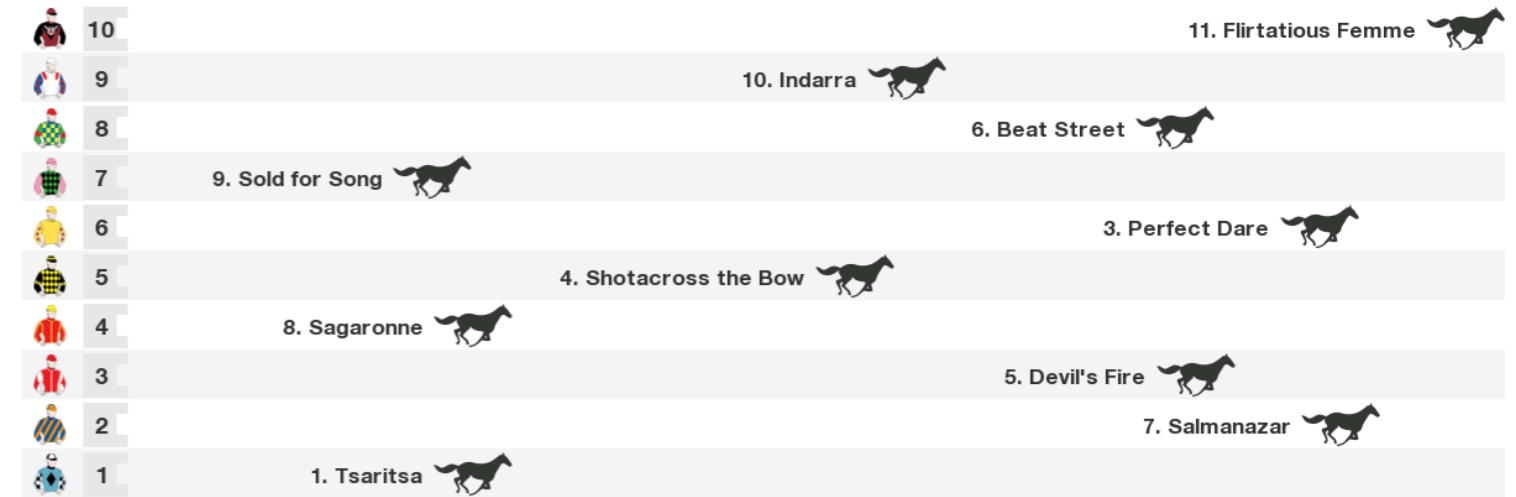 10 11. Flirtatious Femme
9 10. Indarra
8 6. Beat Street
7 9. Sold for Song
6 3. Perfect Dare
5 4. Shotacross the Bow
4 8. Sagaronne
3 5. Devil's Fire
2 7. Salmanazar
1 1. Tsaritsa